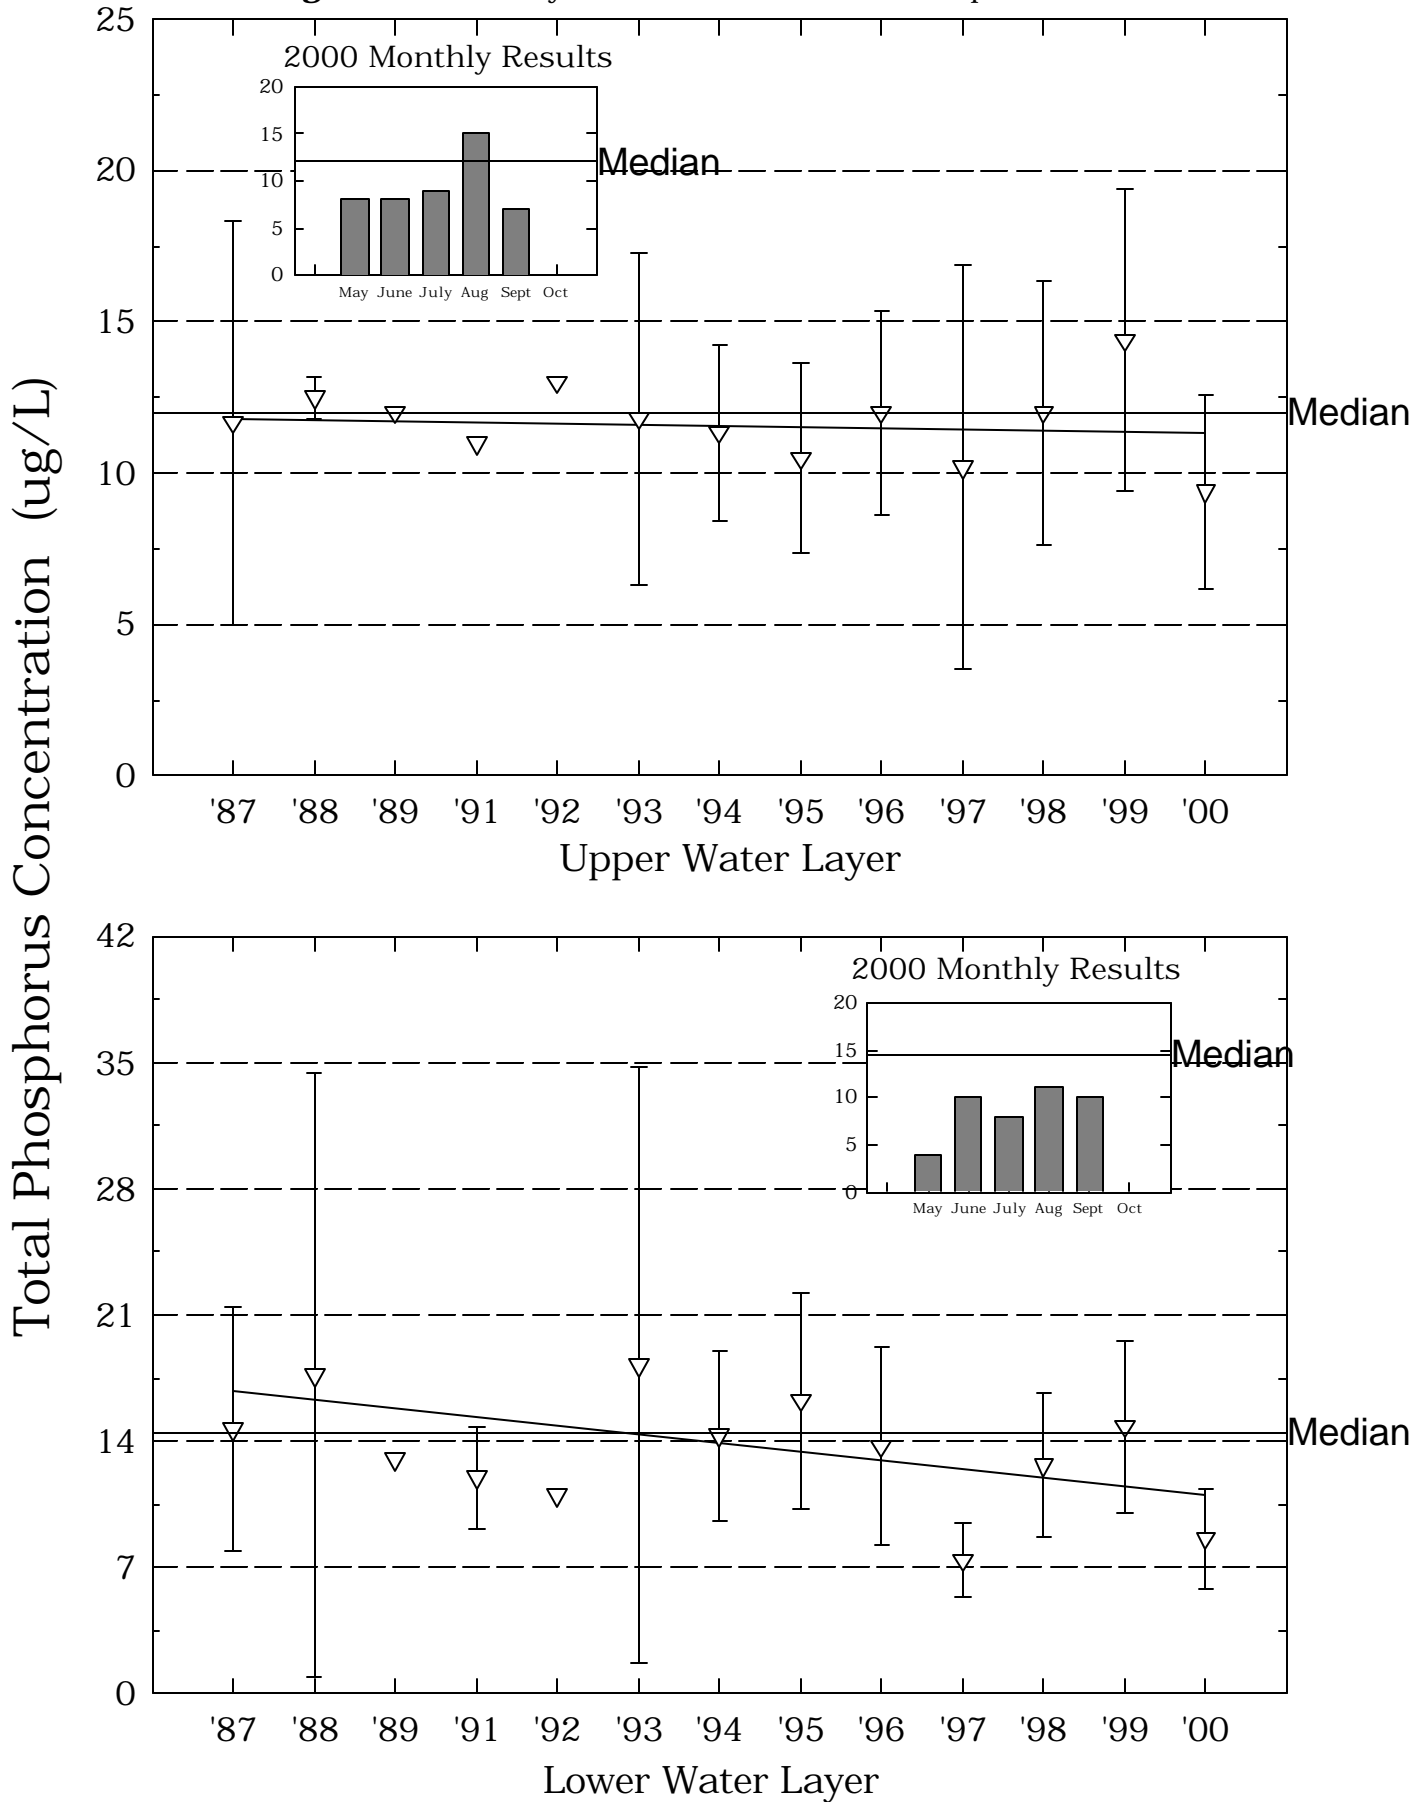 25
2000 Monthly Results
20
15
10
5
0
Median
May June July Aug Sept Oct
20
15
Median
10
5
0
'87 '88 '89 '91 '92 '93 '94 '95 '96 '97 '98 '99 '00
Upper Water Layer
Total Phosphorus Concentration (ug/L)
42
2000 Monthly Results
20
15
10
5
0
Median
May June July Aug Sept Oct
35
28
21
14
Median
7
0
'87 '88 '89 '91 '92 '93 '94 '95 '96 '97 '98 '99 '00
Lower Water Layer